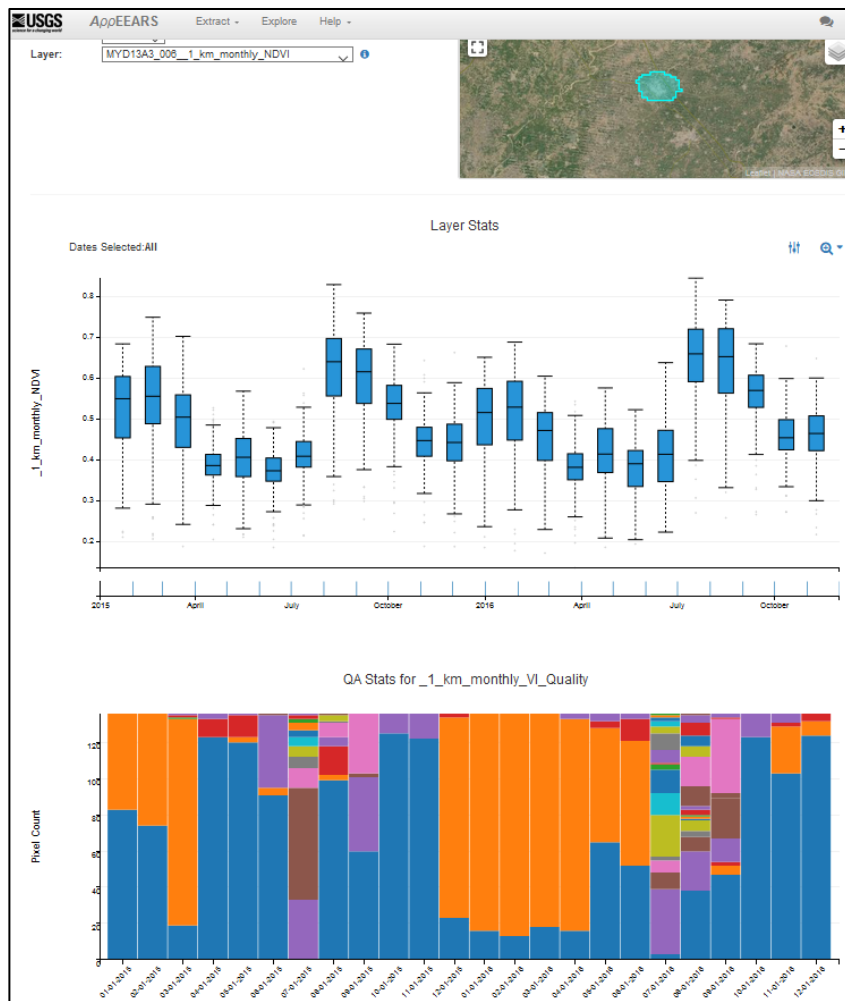 USGS
science for a changing world
AppEEARS
Extract
Explore
Help
Layer:
MYD13A3_006__1_km_monthly_NDVI
+
−
Leaflet | NASA EOSDIS GI
Layer Stats
Dates Selected:All
_1_km_monthly_NDVI
0.8
0.7
0.6
0.5
0.4
0.3
0.2
2015 April July October 2016 April July October
QA Stats for _1_km_monthly_VI_Quality
Pixel Count
120
100
80
60
40
20
0
01-01-2015 02-01-2015 03-01-2015 04-01-2015 05-01-2015 06-01-2015 07-01-2015 08-01-2015 09-01-2015 10-01-2015 11-01-2015 12-01-2015 01-01-2016 02-01-2016 03-01-2016 04-01-2016 05-01-2016 06-01-2016 07-01-2016 08-01-2016 09-01-2016 10-01-2016 11-01-2016 12-01-2016